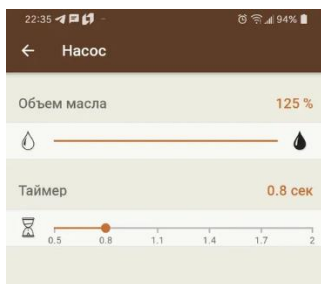 22:35 94%
← Насос
Объем масла 125 %
Таймер 0.8 сек
0.5 0.8 1.1 1.4 1.7 2